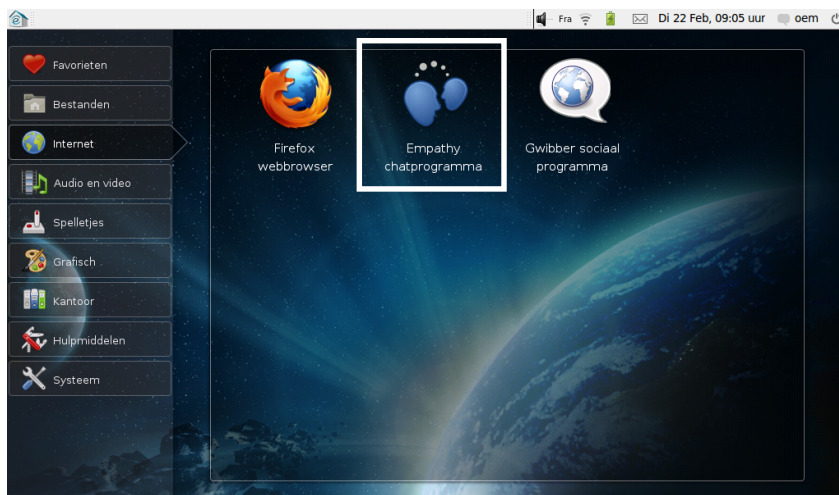 Fra
Di 22 Feb, 09:05 uur
oem
Favorieten
Bestanden
Internet
Audio en video
Spelletjes
Grafisch
Kantoor
Hulpmiddelen
Systeem
Firefox
webbrowser
Empathy
chatprogramma
Gwibber sociaal
programma